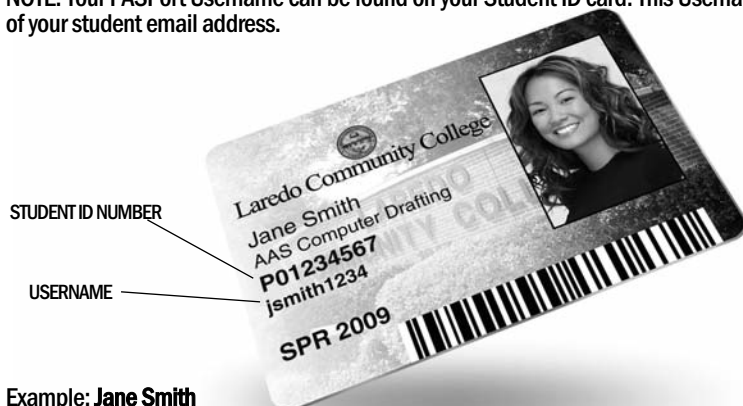 NOTE: Your PASPort Username can be found on your Student ID card. This Userna
of your student email address.
Laredo Community College
Jane Smith
AAS Computer Drafting
STUDENT ID NUMBER
P01234567
USERNAME
jsmith1234
SPR 2009
Example: Jane Smith